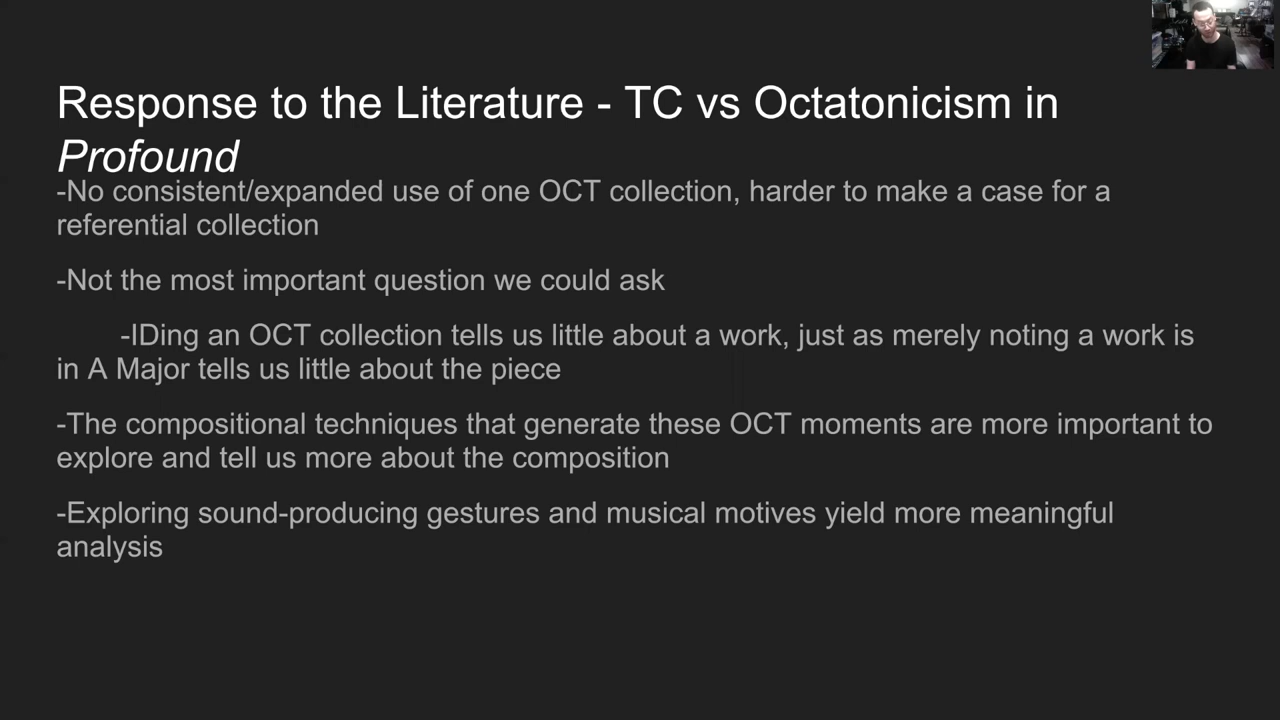 Response to the Literature - TC vs Octatonicism in
Profound
-No consistent/expanded use of one OCT collection, harder to make a case for a
referential collection
-Not the most important question we could ask
-IDing an OCT collection tells us little about a work, just as merely noting a work is
in A Major tells us little about the piece
-The compositional techniques that generate these OCT moments are more important to
explore and tell us more about the composition
-Exploring sound-producing gestures and musical motives yield more meaningful
analysis